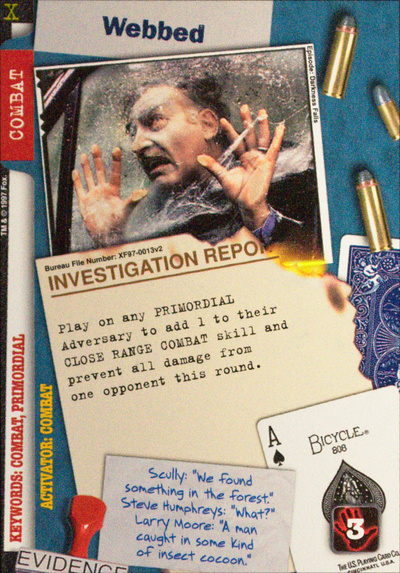 X
Webbed
COMBAT
Episode: Darkness Falls
TM & © 1997 Fox.
Bureau File Number: XF97-0013v2
INVESTIGATION REPO
Play on any PRIMORDIAL
Adversary to add 1 to their
CLOSE RANGE COMBAT skill and
prevent all damage from
one opponent this round.
KEYWORDS: COMBAT, PRIMORDIAL
ACTIVATOR: COMBAT
Scully: "We found
something in the forest."
Steve Humphreys: "What?"
Larry Moore: "A man
caught in some kind
of insect cocoon."
A
BICYCLE®
808
3
THE U.S. PLAYING CARD CO.
CINCINNATI, U.S.A.
EVIDENCE